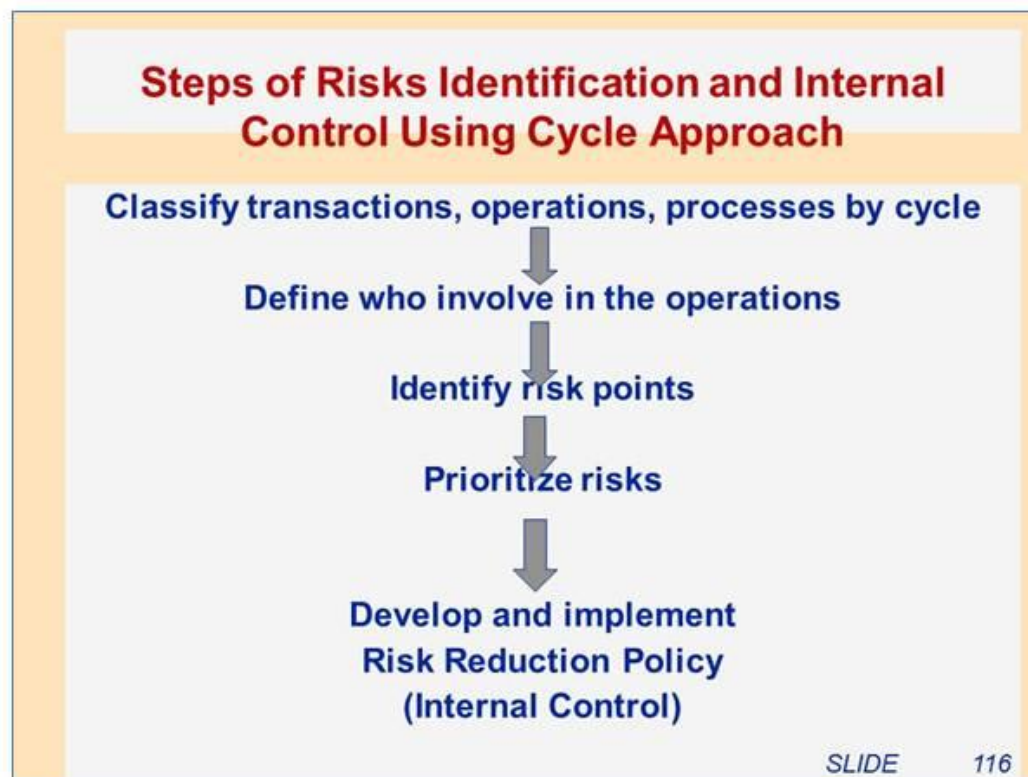 Steps of Risks Identification and Internal
Control Using Cycle Approach
Classify transactions, operations, processes by cycle
Define who involve in the operations
Identify risk points
Prioritize risks
Develop and implement
Risk Reduction Policy
(Internal Control)
SLIDE 116